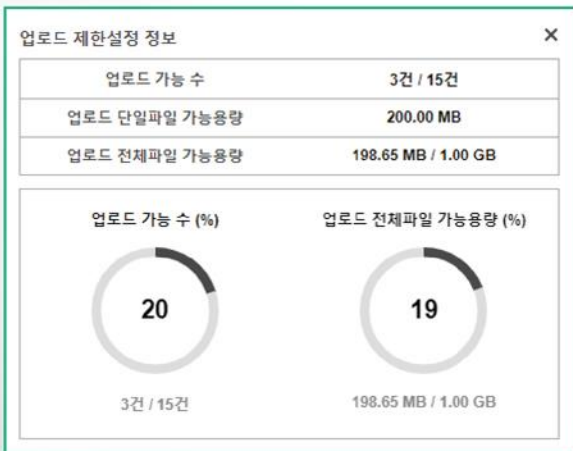 업로드 제한설정 정보 ×
업로드 가능 수 3건 / 15건
업로드 단일파일 가능용량 200.00 MB
업로드 전체파일 가능용량 198.65 MB / 1.00 GB
업로드 가능 수 (%) 업로드 전체파일 가능용량 (%)
20 19
3건 / 15건 198.65 MB / 1.00 GB